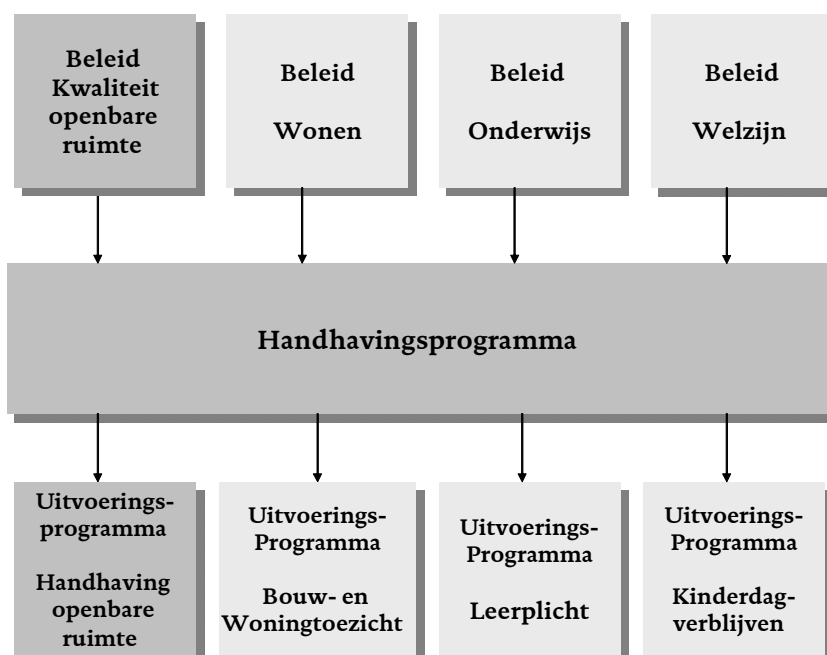 Beleid
Kwaliteit
openbare
ruimte
Beleid
Wonen
Beleid
Onderwijs
Beleid
Welzijn
Handhavingsprogramma
Uitvoerings-
programma
Handhaving
openbare
ruimte
Uitvoerings-
Programma
Bouw- en
Woningtoezicht
Uitvoerings-
Programma
Leerplicht
Uitvoerings-
Programma
Kinderdag-
verblijven